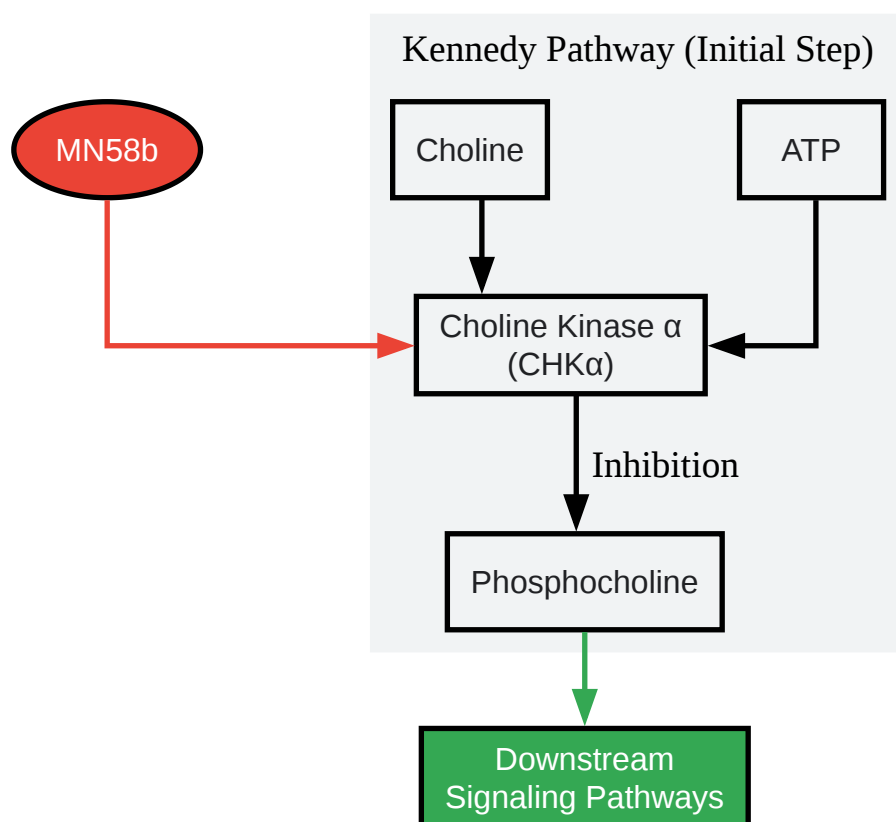 Kennedy Pathway (Initial Step)
MN58b
Choline
ATP
Choline Kinase α
(CHKα)
Inhibition
Phosphocholine
Downstream
Signaling Pathways